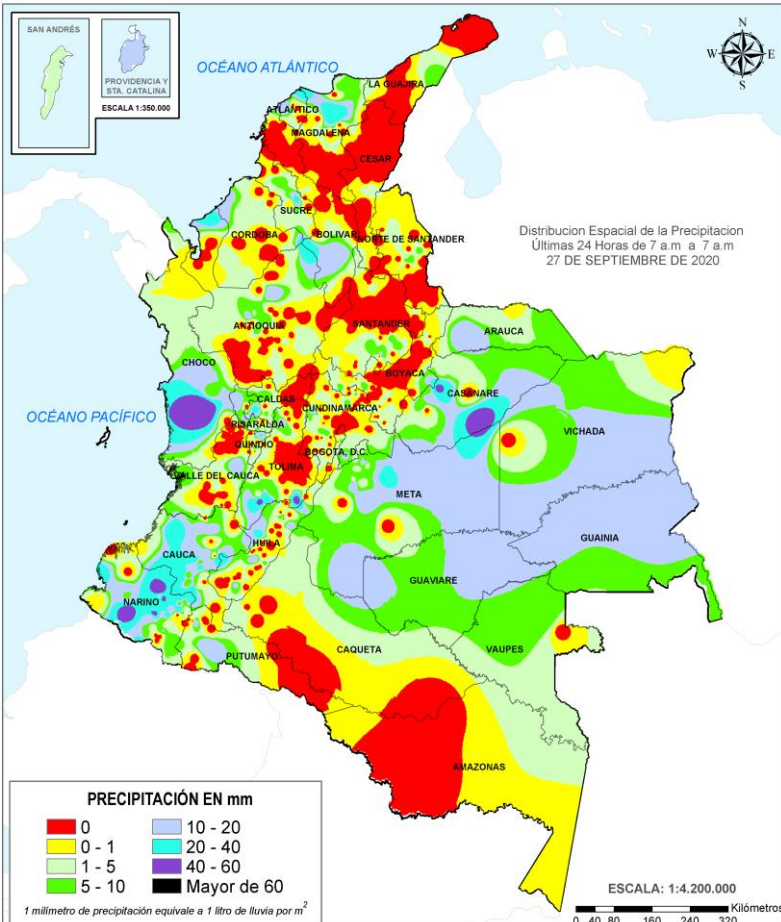 SAN ANDRÉS
PROVIDENCIA Y
STA. CATALINA
ESCALA 1:350.000
OCÉANO ATLÁNTICO
N
W
E
S
LA GUAJIRA
ATLÁNTICO
MAGDALENA
CESAR
SUCRE
CORDOBA
BOLIVAR
NORTE DE SANTANDER
Distribucion Espacial de la Precipitacion
Últimas 24 Horas de 7 a.m a 7 a.m
27 DE SEPTIEMBRE DE 2020
ANTIOQUIA
SANTANDER
ARAUCA
CHOCO
BOYACA
CASANARE
CALDAS
CUNDINAMARCA
OCÉANO PACÍFICO
RISARALDA
VICHADA
QUINDIO
BOGOTA, D.C.
TOLIMA
VALLE DEL CAUCA
META
GUAINIA
CAUCA
HUILA
GUAVIARE
NARINO
CAQUETA
VAUPES
PUTUMAYO
AMAZONAS
PRECIPITACIÓN EN mm
0
10 - 20
0 - 1
20 - 40
1 - 5
40 - 60
5 - 10
Mayor de 60
1 milímetro de precipitación equivale a 1 litro de lluvia por m²
ESCALA: 1:4.200.000
Kilómetros
0 40 80 160 240 320